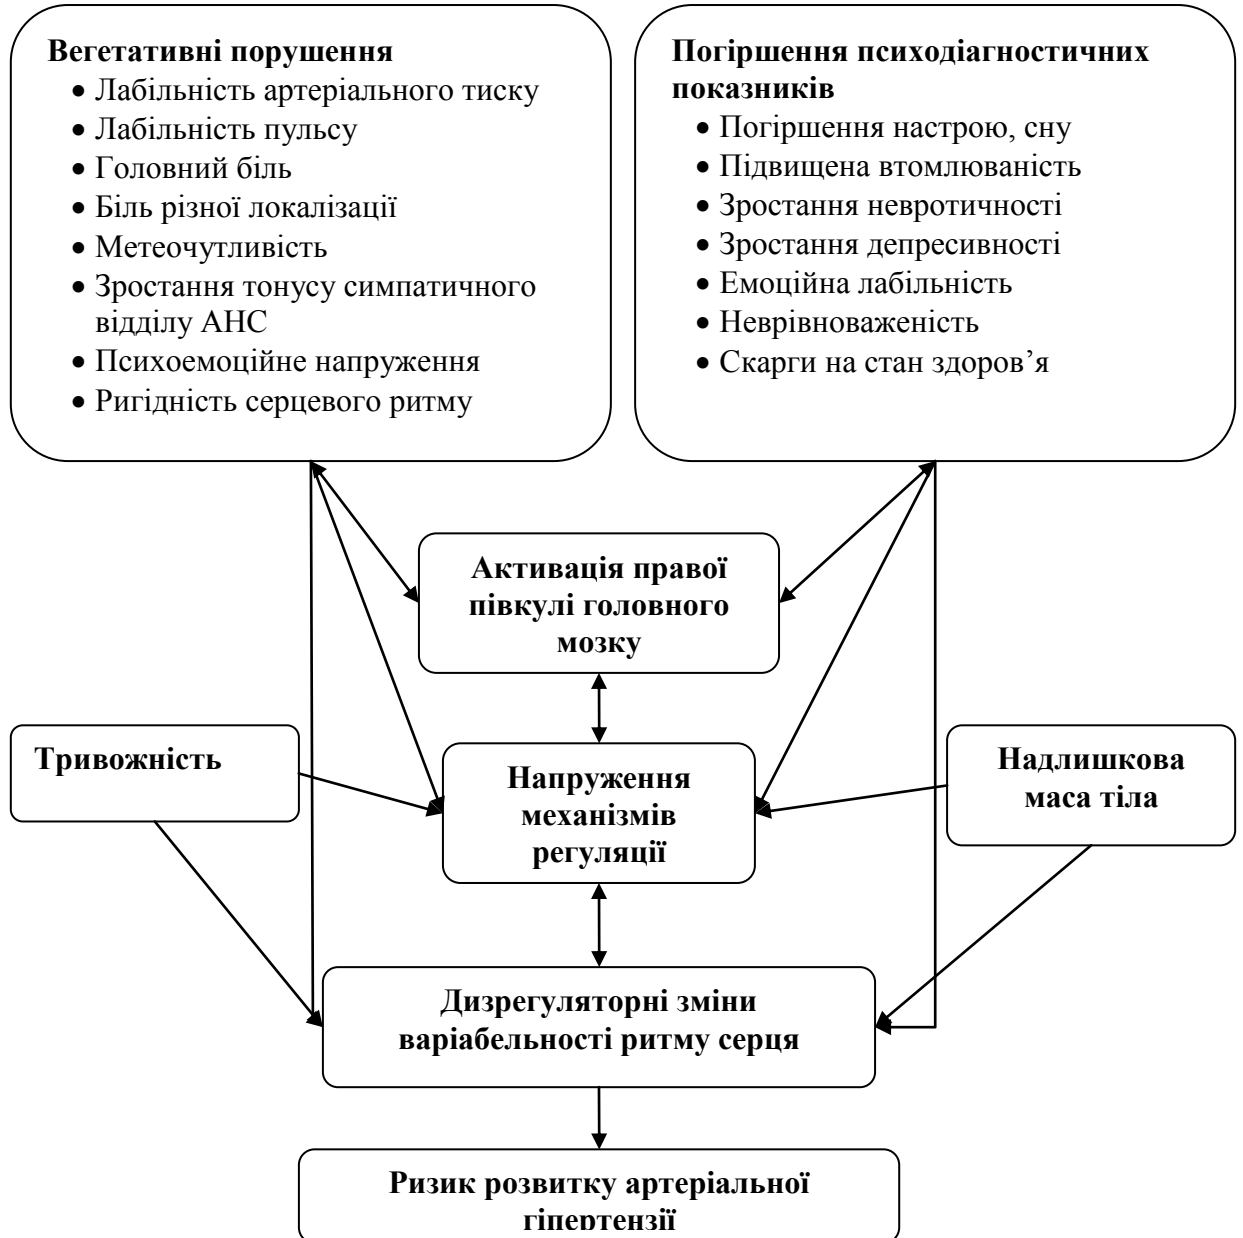 Вегетативні порушення
• Лабільність артеріального тиску
• Лабільність пульсу
• Головний біль
• Біль різної локалізації
• Метеочутливість
• Зростання тонусу симпатичного
відділу АНС
• Психоемоційне напруження
• Ригідність серцевого ритму
Погіршення психодіагностичних
показників
• Погіршення настрою, сну
• Підвищена втомлюваність
• Зростання невротичності
• Зростання депресивності
• Емоційна лабільність
• Неврівноваженість
• Скарги на стан здоров’я
Активація правої
півкулі головного
мозку
Тривожність
Напруження
механізмів
регуляції
Надлишкова
маса тіла
Дизрегуляторні зміни
варіабельності ритму серця
Ризик розвитку артеріальної
гіпертензії